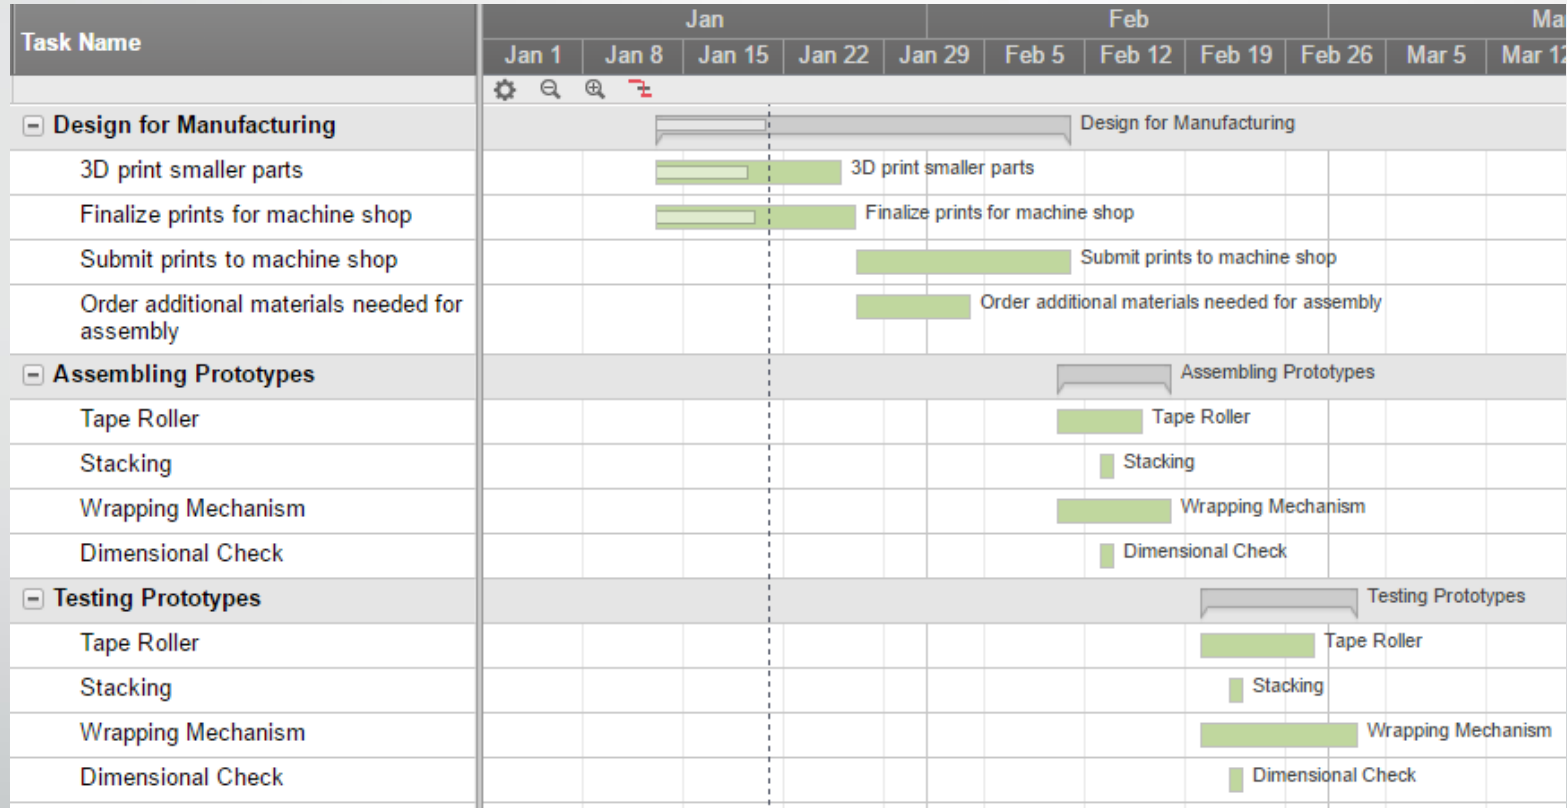 Task Name
Jan
Feb
Ma
Jan 1
Jan 8
Jan 15
Jan 22
Jan 29
Feb 5
Feb 12
Feb 19
Feb 26
Mar 5
Mar 12
Design for Manufacturing
Design for Manufacturing
3D print smaller parts
3D print smaller parts
Finalize prints for machine shop
Finalize prints for machine shop
Submit prints to machine shop
Submit prints to machine shop
Order additional materials needed for
assembly
Order additional materials needed for assembly
Assembling Prototypes
Assembling Prototypes
Tape Roller
Tape Roller
Stacking
Stacking
Wrapping Mechanism
Wrapping Mechanism
Dimensional Check
Dimensional Check
Testing Prototypes
Testing Prototypes
Tape Roller
Tape Roller
Stacking
Stacking
Wrapping Mechanism
Wrapping Mechanism
Dimensional Check
Dimensional Check